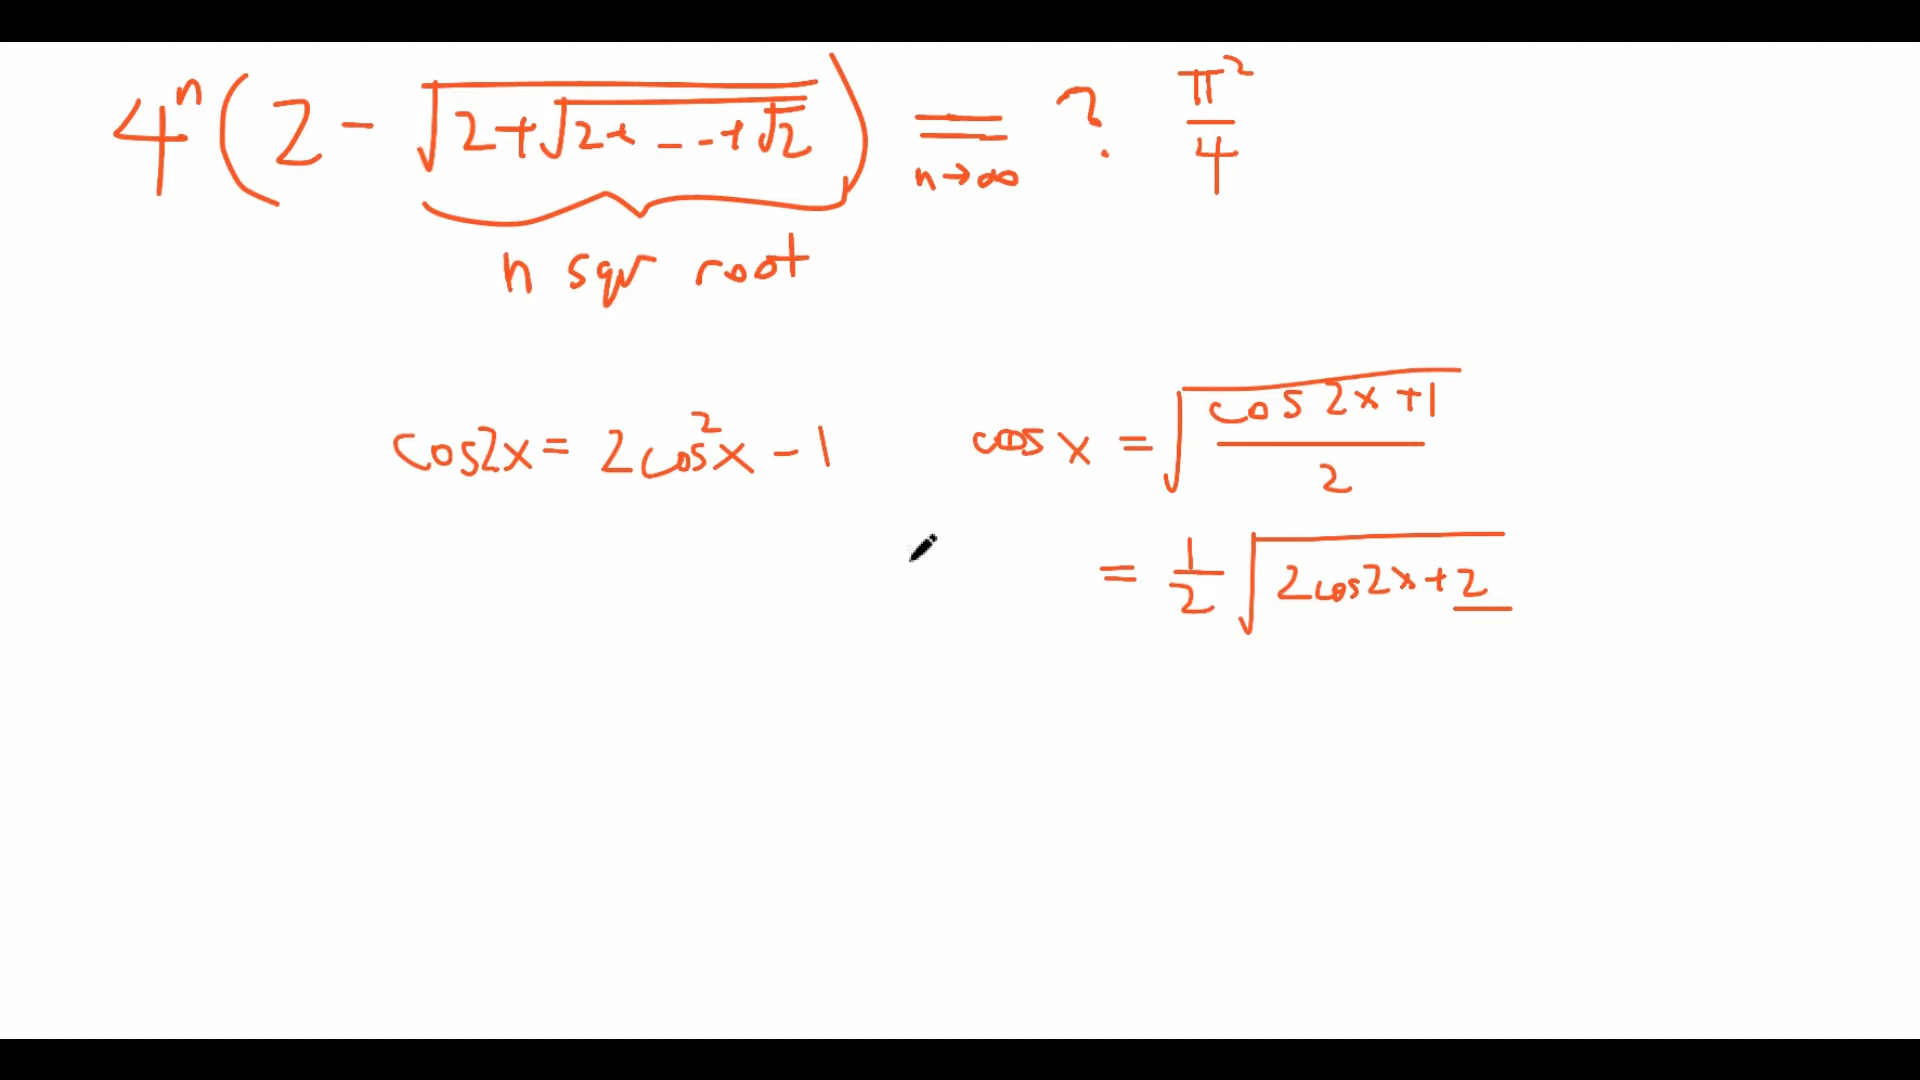 4^n (2 - √(2+√(2+ - - +√2))) = ? π²/4
n→∞
n sqr root
cos2x = 2cos²x - 1
cos x = √((cos 2x + 1)/2)
= 1/2 √(2cos2x + 2)